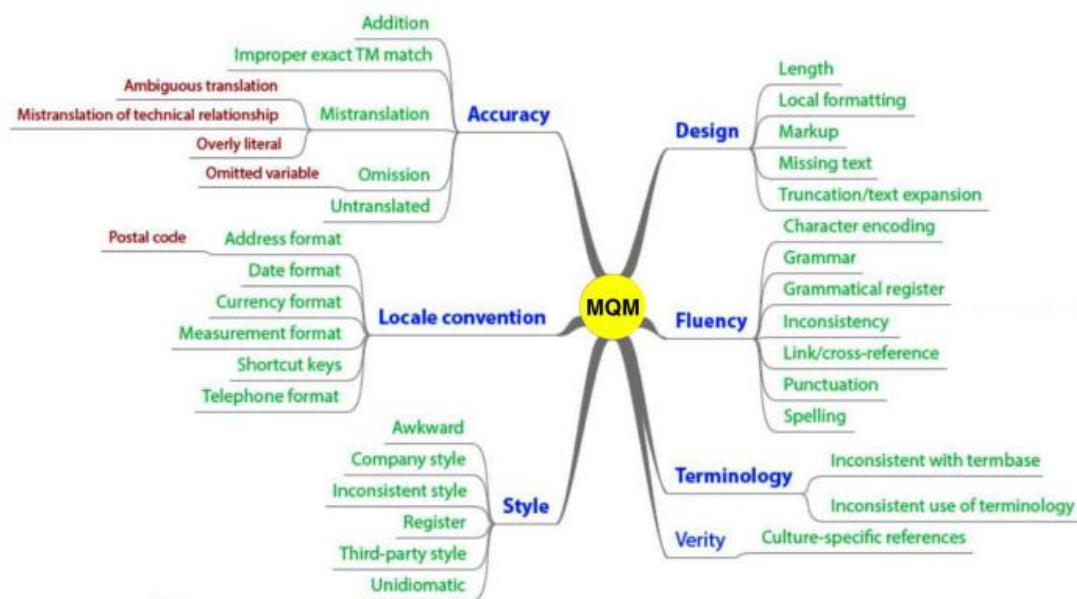 MQM
Accuracy
Addition
Improper exact TM match
Mistranslation
Ambiguous translation
Mistranslation of technical relationship
Overly literal
Omission
Omitted variable
Untranslated
Locale convention
Address format
Postal code
Date format
Currency format
Measurement format
Shortcut keys
Telephone format
Style
Awkward
Company style
Inconsistent style
Register
Third-party style
Unidiomatic
Design
Length
Local formatting
Markup
Missing text
Truncation/text expansion
Fluency
Character encoding
Grammar
Grammatical register
Inconsistency
Link/cross-reference
Punctuation
Spelling
Terminology
Inconsistent with termbase
Inconsistent use of terminology
Verity
Culture-specific references